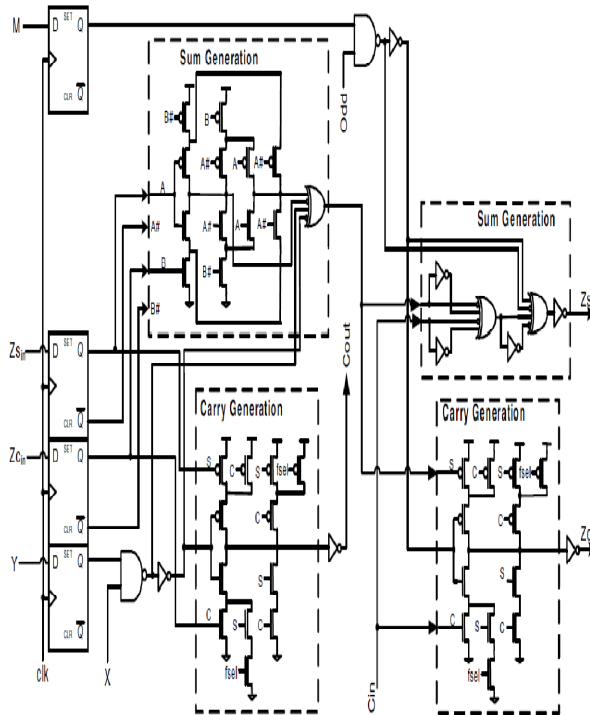 M
D SET Q
CLR Q
Sum Generation
B#
B
A#
A
A#
A
A#
A
A#
A#
B
B#
B#
Odd
Sum Generation
Zs
Zs in
D SET Q
CLR Q
Zc in
D SET Q
CLR Q
Y
D SET Q
CLR Q
clk
X
Cout
Carry Generation
S
C
S
fsel
C
S
C
S
C
fsel
Cin
Carry Generation
S
C
S
fsel
C
S
C
S
C
fsel